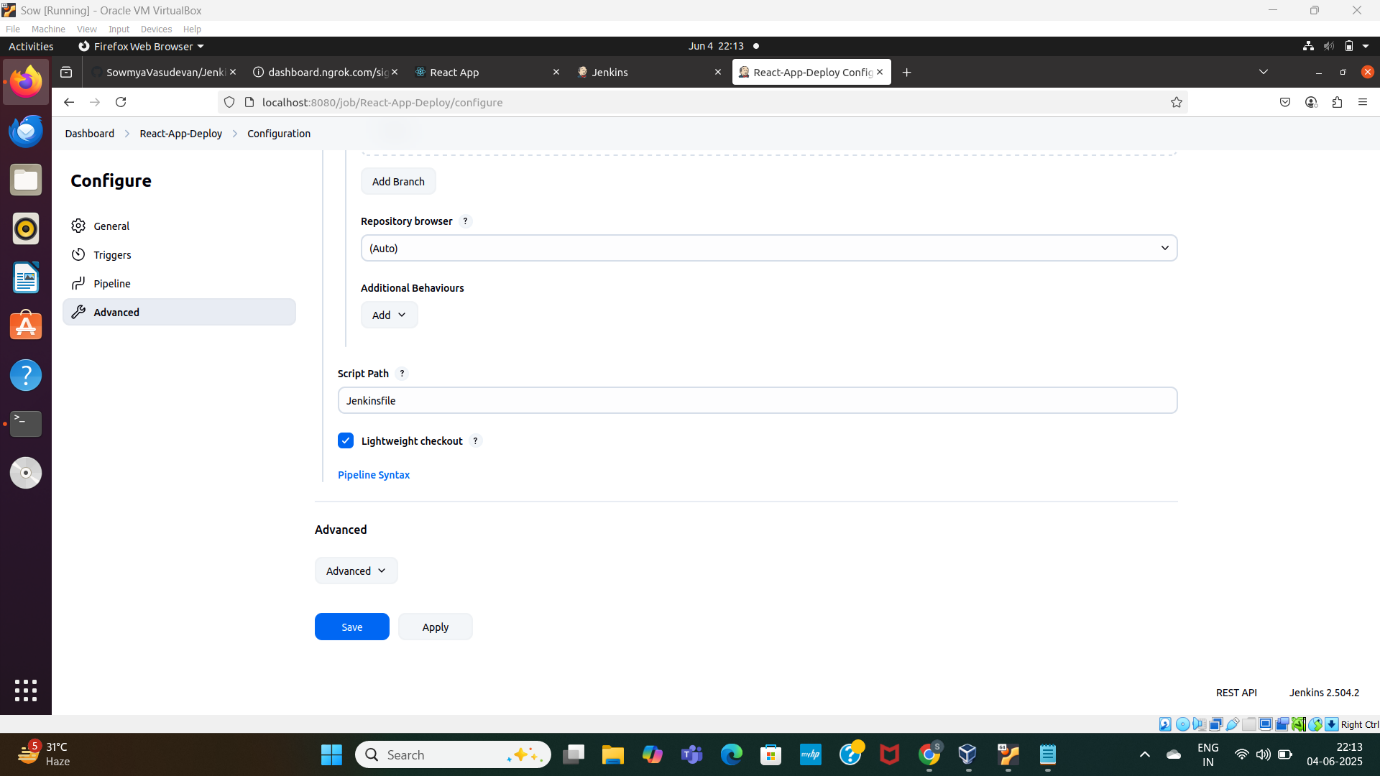 Sow [Running] - Oracle VM VirtualBox
File Machine View Input Devices Help
Activities Firefox Web Browser Jun 4 22:13
SowmyaVasudevan/Jenki dashboard.ngrok.com/sig React App Jenkins React-App-Deploy Config
localhost:8080/job/React-App-Deploy/configure
Dashboard React-App-Deploy Configuration
Configure
General
Triggers
Pipeline
Advanced
Add Branch
Repository browser ?
(Auto)
Additional Behaviours
Add
Script Path ?
Jenkinsfile
Lightweight checkout ?
Pipeline Syntax
Advanced
Advanced
Save Apply
REST API Jenkins 2.504.2
Right Ctrl
5
31°C
Haze
Search
myhp
S
ENG
IN
22:13
04-06-2025